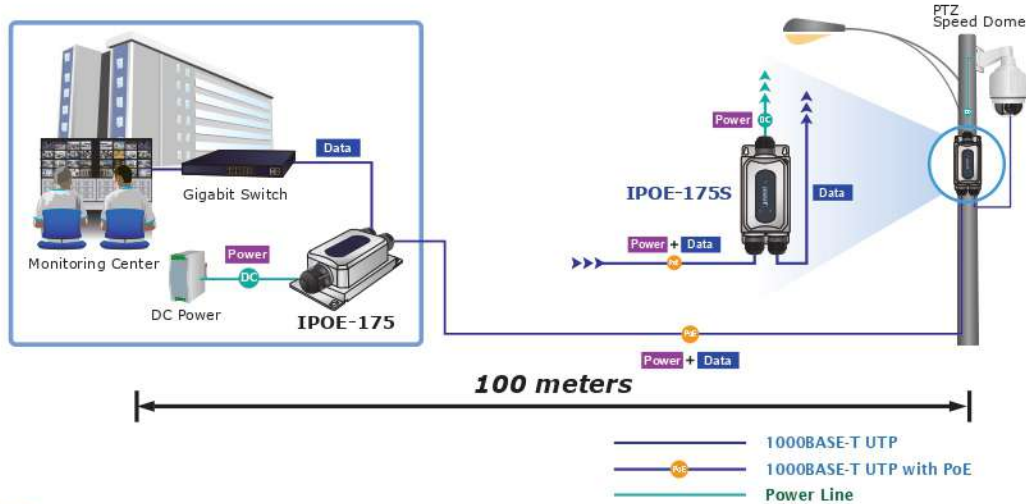 PTZ
Speed Dome
Data
Gigabit Switch
Monitoring Center
Power
DC
DC Power
IPOE-175
Power
DC
IPOE-175S
Data
Power + Data
PoE
PoE
Power + Data
100 meters
1000BASE-T UTP
PoE
1000BASE-T UTP with PoE
Power Line